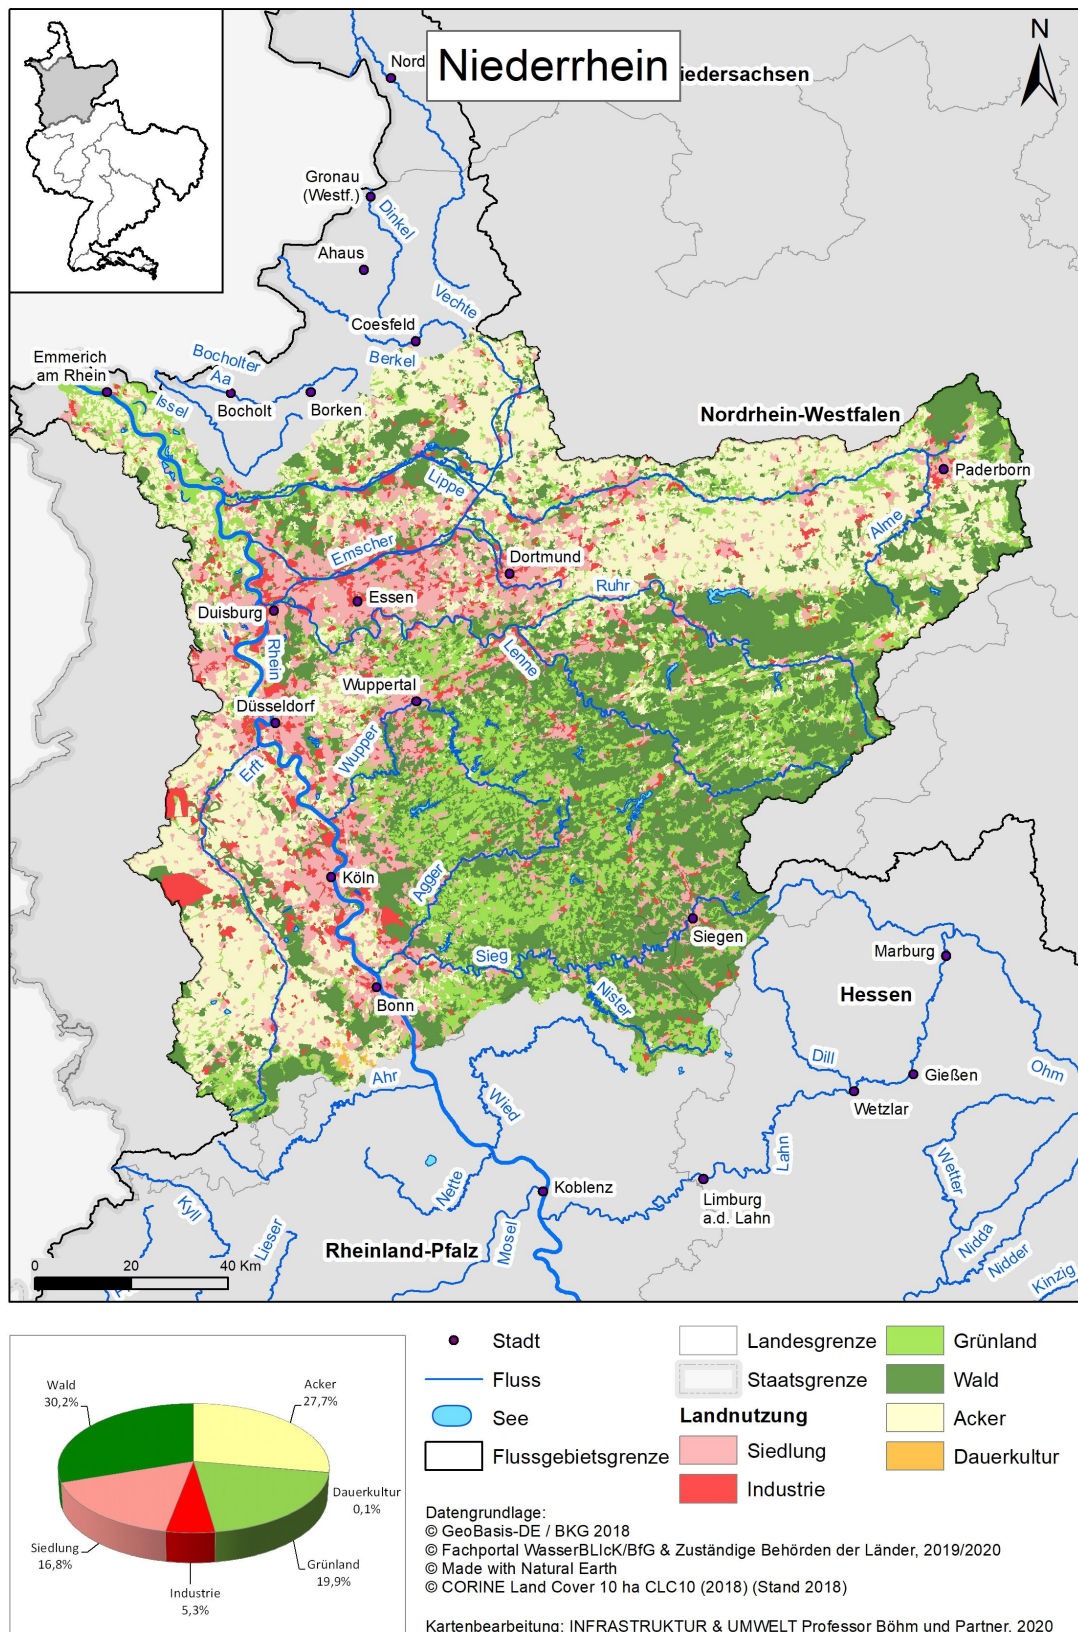 Niederrhein
N
Nord
iedersachsen
Gronau
(Westf.)
Dinkel
Ahaus
Vechte
Coesfeld
Berkel
Emmerich
am Rhein
Bocholter
Aa
Issel
Bocholt
Borken
Nordrhein-Westfalen
Paderborn
Lippe
Alme
Emscher
Dortmund
Ruhr
Essen
Duisburg
Rhein
Lenne
Wuppertal
Düsseldorf
Wupper
Erft
Köln
Agger
Siegen
Sieg
Marburg
Bonn
Nister
Hessen
Dill
Gießen
Ohm
Ahr
Wetzlar
Wied
Lahn
Wetter
Nette
Koblenz
Limburg
a.d. Lahn
Kyll
Lieser
Rheinland-Pfalz
Mosel
Nidda
Nidder
Kinzig
0 20 40 Km
Wald
30,2%
Acker
27,7%
Dauerkultur
0,1%
Siedlung
16,8%
Grünland
19,9%
Industrie
5,3%
Stadt
Fluss
See
Flussgebietsgrenze
Landesgrenze
Staatsgrenze
Landnutzung
Siedlung
Industrie
Grünland
Wald
Acker
Dauerkultur
Datengrundlage:
© GeoBasis-DE / BKG 2018
© Fachportal WasserBLIcK/BfG & Zuständige Behörden der Länder, 2019/2020
© Made with Natural Earth
© CORINE Land Cover 10 ha CLC10 (2018) (Stand 2018)
Kartenbearbeitung: INFRASTRUKTUR & UMWELT Professor Böhm und Partner, 2020